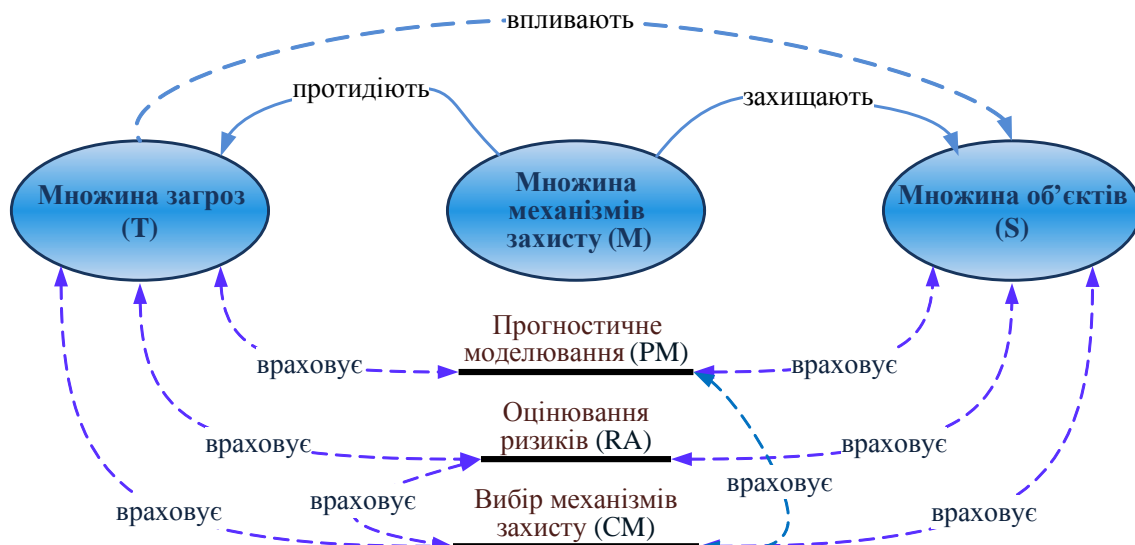 впливають
протидіють
захищають
Множина загроз
(T)
Множина
механізмів
захисту (M)
Множина об’єктів
(S)
Прогностичне
моделювання (PM)
враховує
враховує
Оцінювання
ризиків (RA)
враховує
враховує
враховує
враховує
Вибір механізмів
захисту (CM)
враховує
враховує